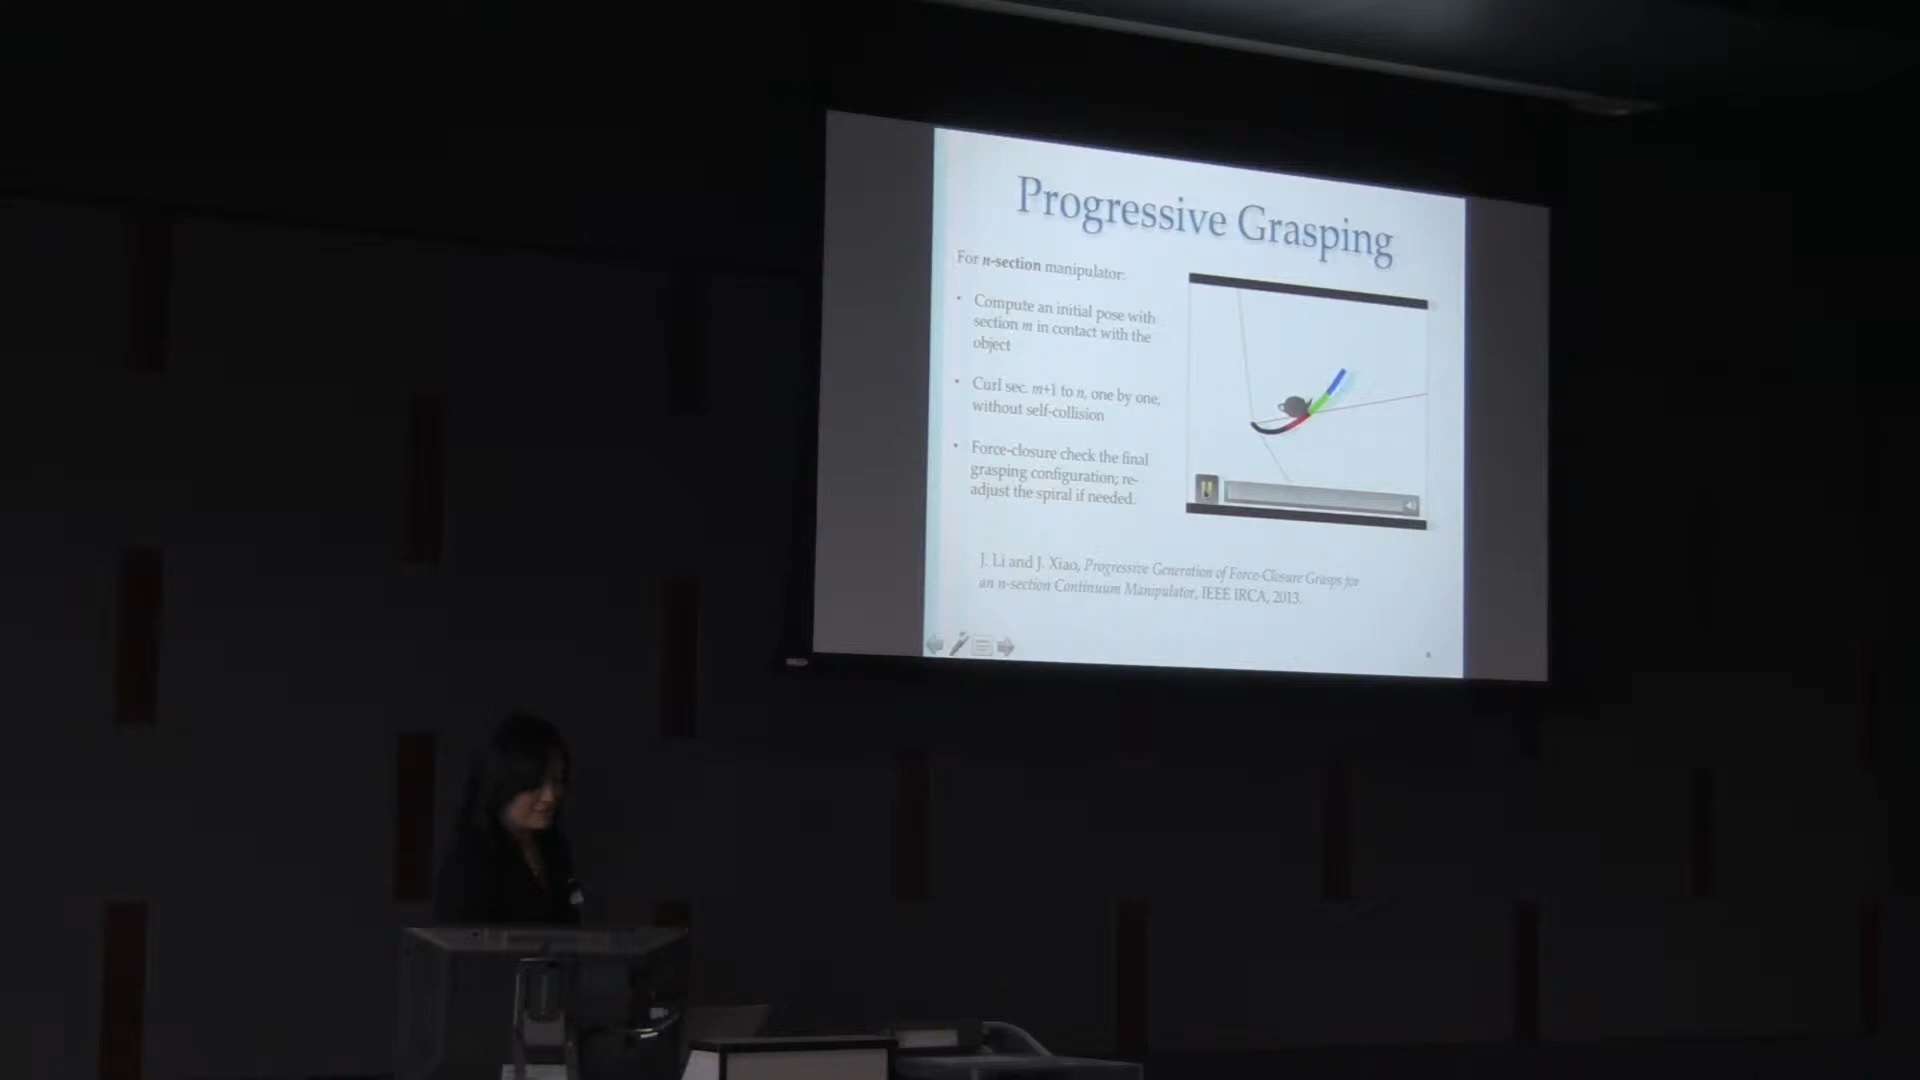 Progressive Grasping
For n-section manipulator:
• Compute an initial pose with
section m in contact with the
object
• Curl sec. m+1 to n, one by one,
without self-collision
• Force-closure check the final
grasping configuration; re-
adjust the spiral if needed.
J. Li and J. Xiao, Progressive Generation of Force-Closure Grasps for
an n-section Continuum Manipulator, IEEE IRCA, 2013.